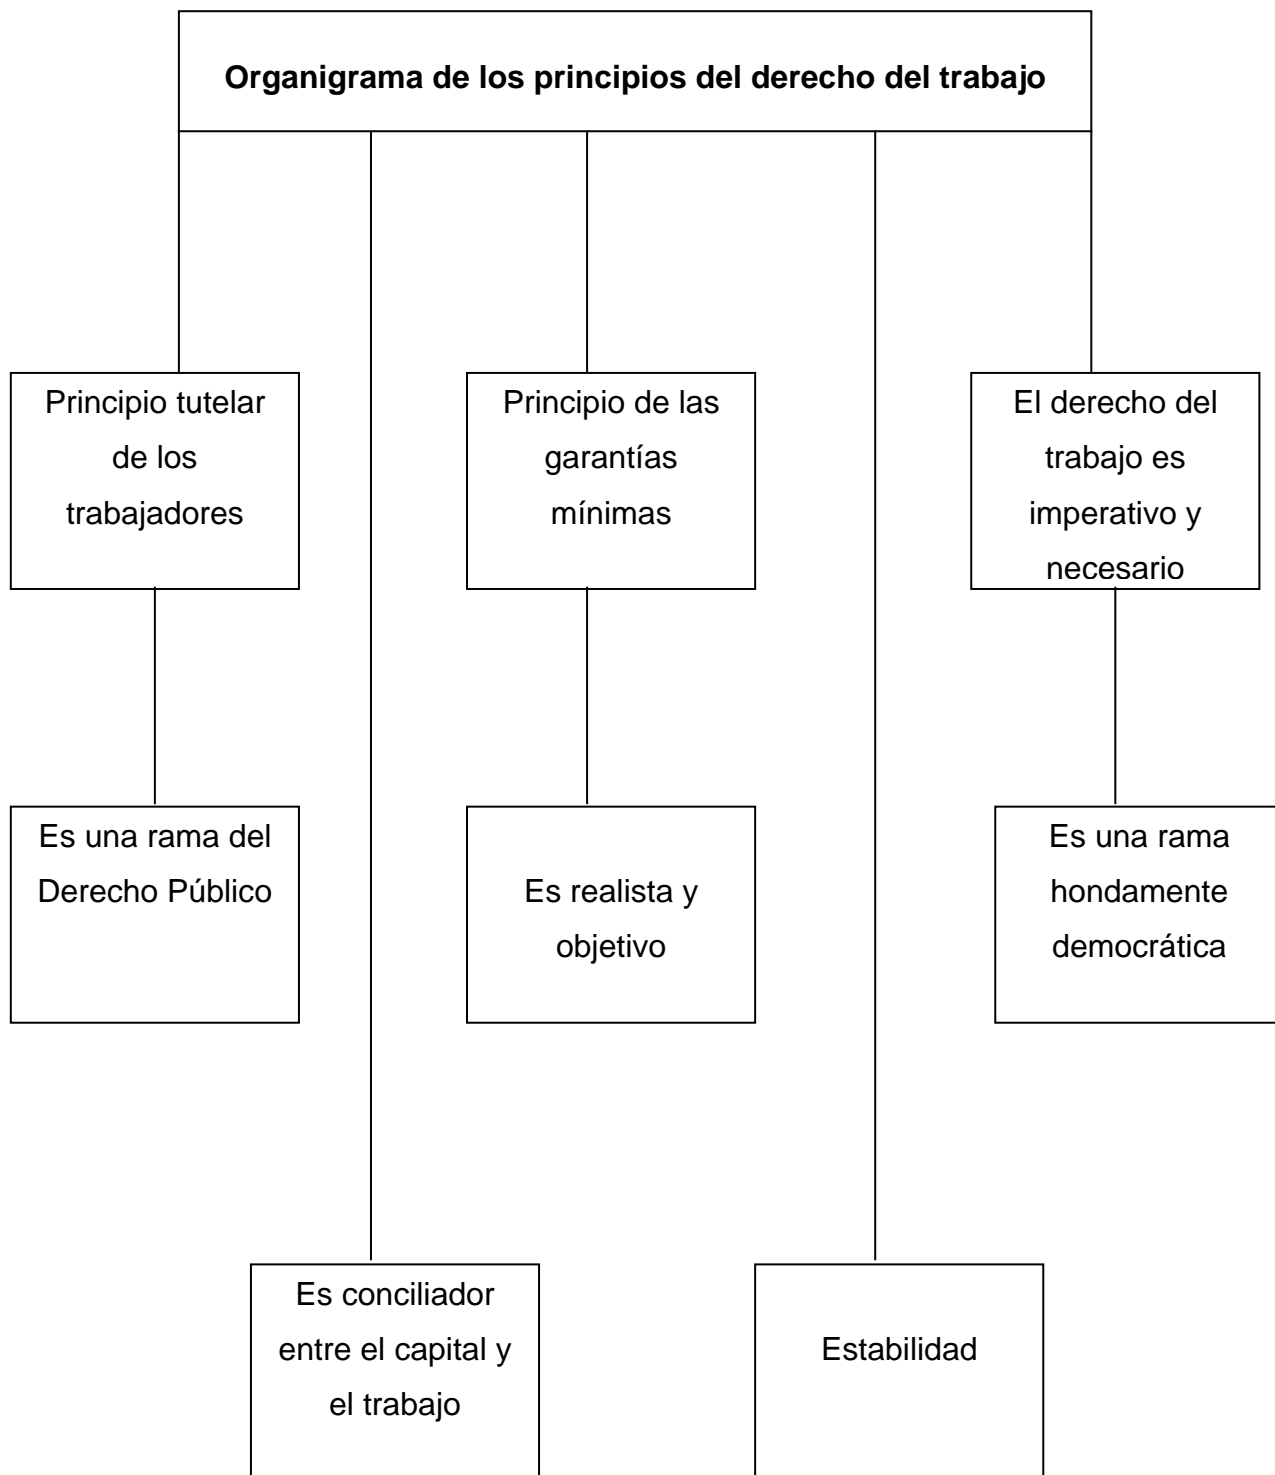 Organigrama de los principios del derecho del trabajo
Principio tutelar
de los
trabajadores
Principio de las
garantías
mínimas
El derecho del
trabajo es
imperativo y
necesario
Es una rama del
Derecho Público
Es realista y
objetivo
Es una rama
hondamente
democrática
Es conciliador
entre el capital y
el trabajo
Estabilidad